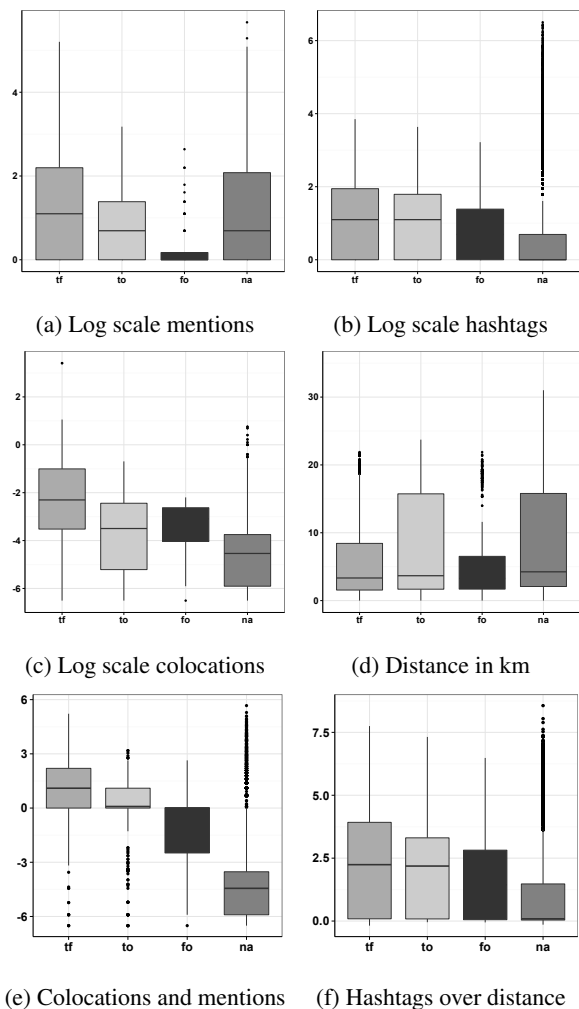 4
2
0
tf to fo na
(a) Log scale mentions
6
4
2
0
tf to fo na
(b) Log scale hashtags
2
-0
-2
-4
-6
tf to fo na
(c) Log scale colocations
30
20
10
0
tf to fo na
(d) Distance in km
6
3
0
-3
-6
tf to fo na
(e) Colocations and mentions
7.5
5.0
2.5
0.0
tf to fo na
(f) Hashtags over distance